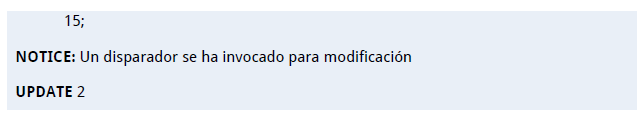 15;
NOTICE: Un disparador se ha invocado para modificación
UPDATE 2